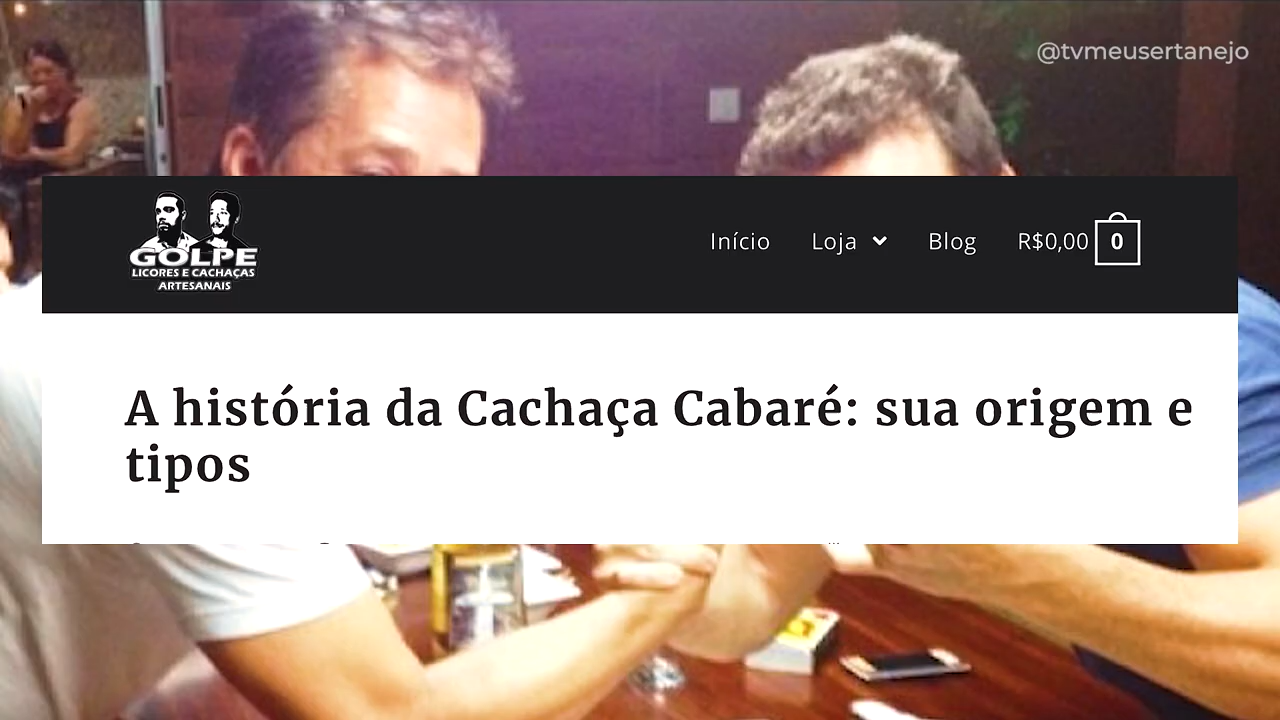 @tvmeusertanejo
GOLPE
LICORES E CACHAÇAS
ARTESANAIS
Início
Loja
Blog
R$0,00
0
A história da Cachaça Cabaré: sua origem e
tipos